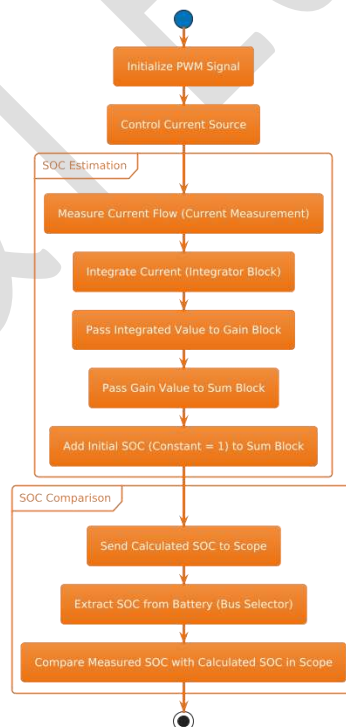 Initialize PWM Signal
Control Current Source
SOC Estimation
Measure Current Flow (Current Measurement)
Integrate Current (Integrator Block)
Pass Integrated Value to Gain Block
Pass Gain Value to Sum Block
Add Initial SOC (Constant = 1) to Sum Block
SOC Comparison
Send Calculated SOC to Scope
Extract SOC from Battery (Bus Selector)
Compare Measured SOC with Calculated SOC in Scope